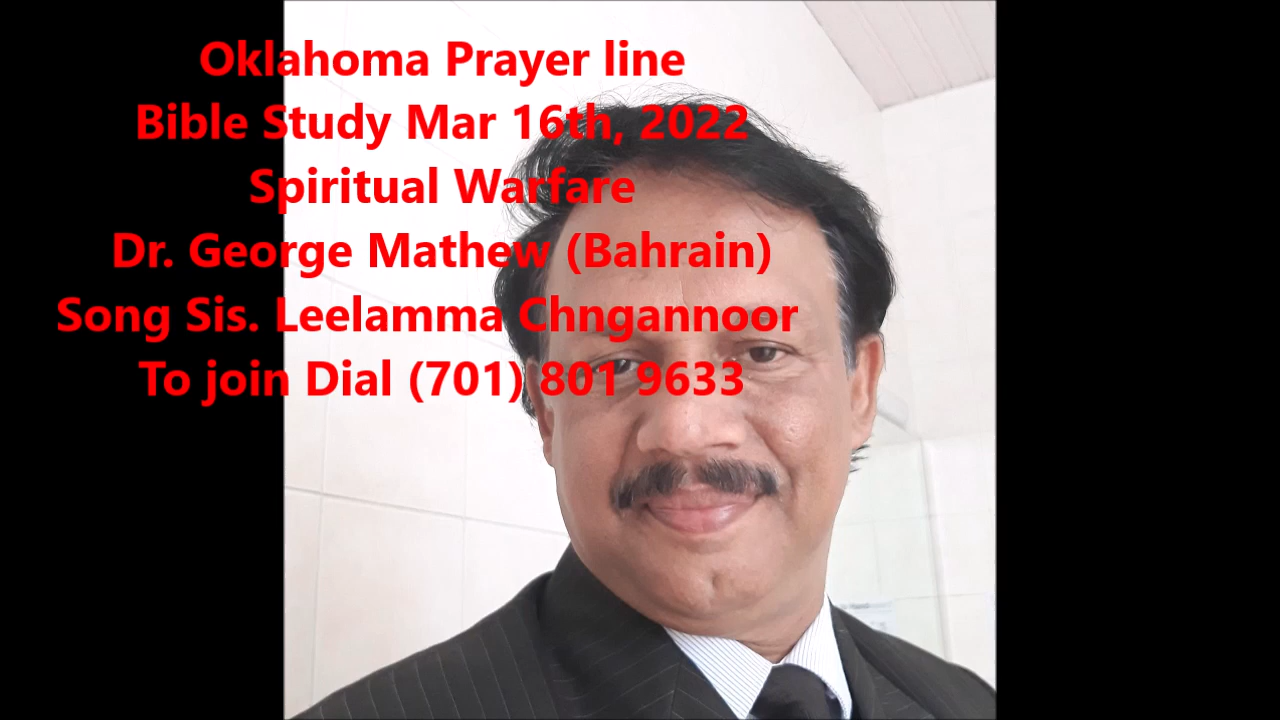 Oklahoma Prayer line
Bible Study Mar 16th, 2022
Spiritual Warfare
Dr. George Mathew (Bahrain)
Song Sis. Leelamma Chngannoor
To join Dial (701) 801 9633